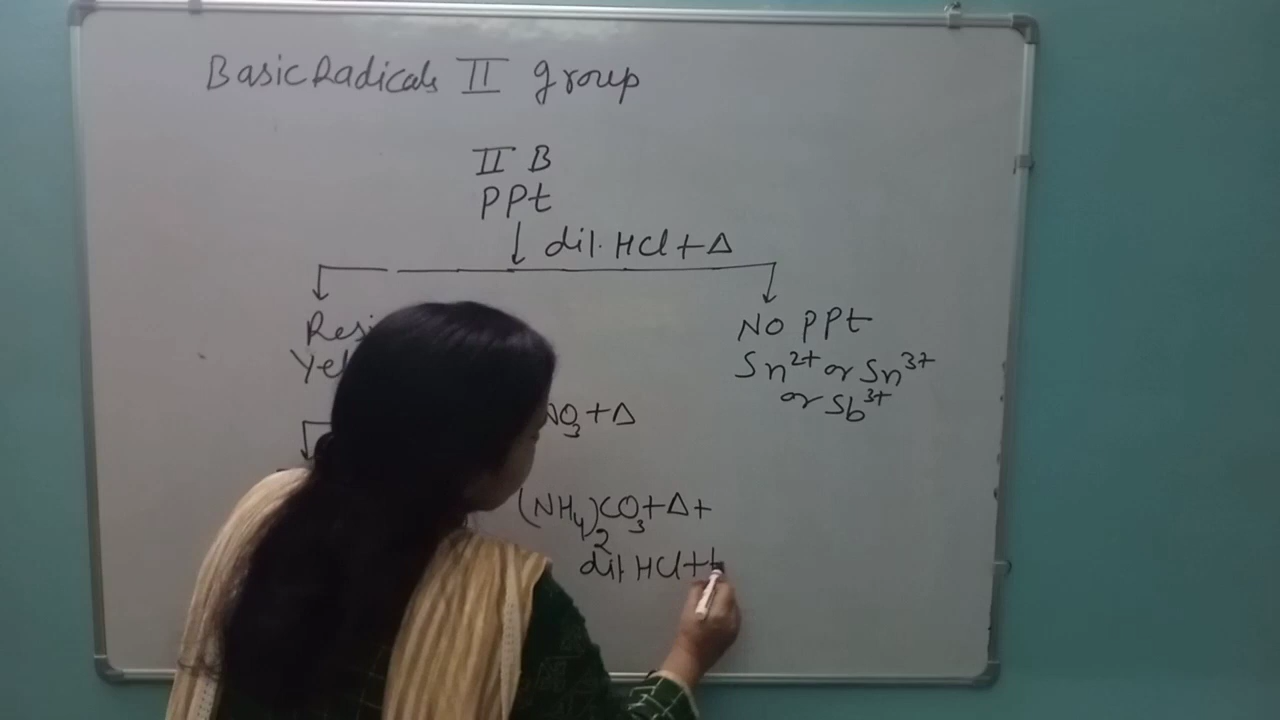 Basic Radicals II group
II B
PPt
↓ dil. HCl + Δ
No PPt
Sn²⁺ or Sn³⁺
or Sb³⁺
NO₃ + Δ
(NH₄)₂CO₃ + Δ +
dil HCl +